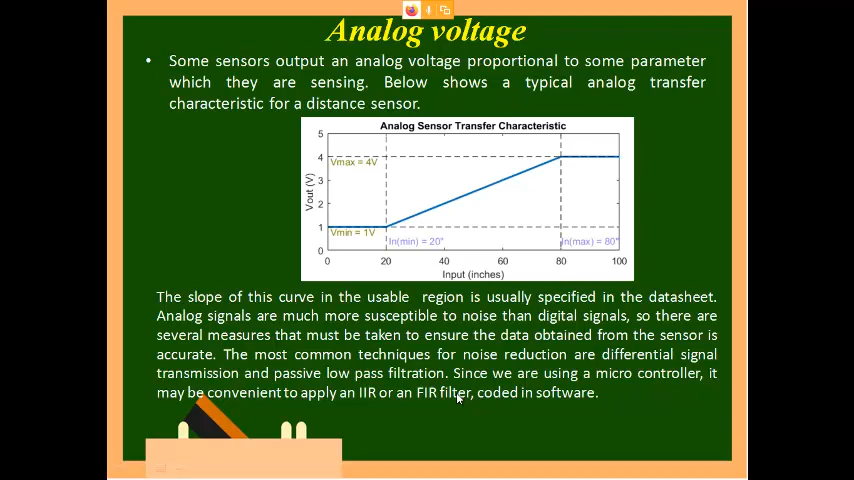 Analog voltage
• Some sensors output an analog voltage proportional to some parameter
which they are sensing. Below shows a typical analog transfer
characteristic for a distance sensor.
Analog Sensor Transfer Characteristic
5
4
3
2
1
0
Vout (V)
Vmax = 4V
Vmin = 1V
In(min) = 20"
In(max) = 80"
0 20 40 60 80 100
Input (inches)
The slope of this curve in the usable region is usually specified in the datasheet.
Analog signals are much more susceptible to noise than digital signals, so there are
several measures that must be taken to ensure the data obtained from the sensor is
accurate. The most common techniques for noise reduction are differential signal
transmission and passive low pass filtration. Since we are using a micro controller, it
may be convenient to apply an IIR or an FIR filter, coded in software.